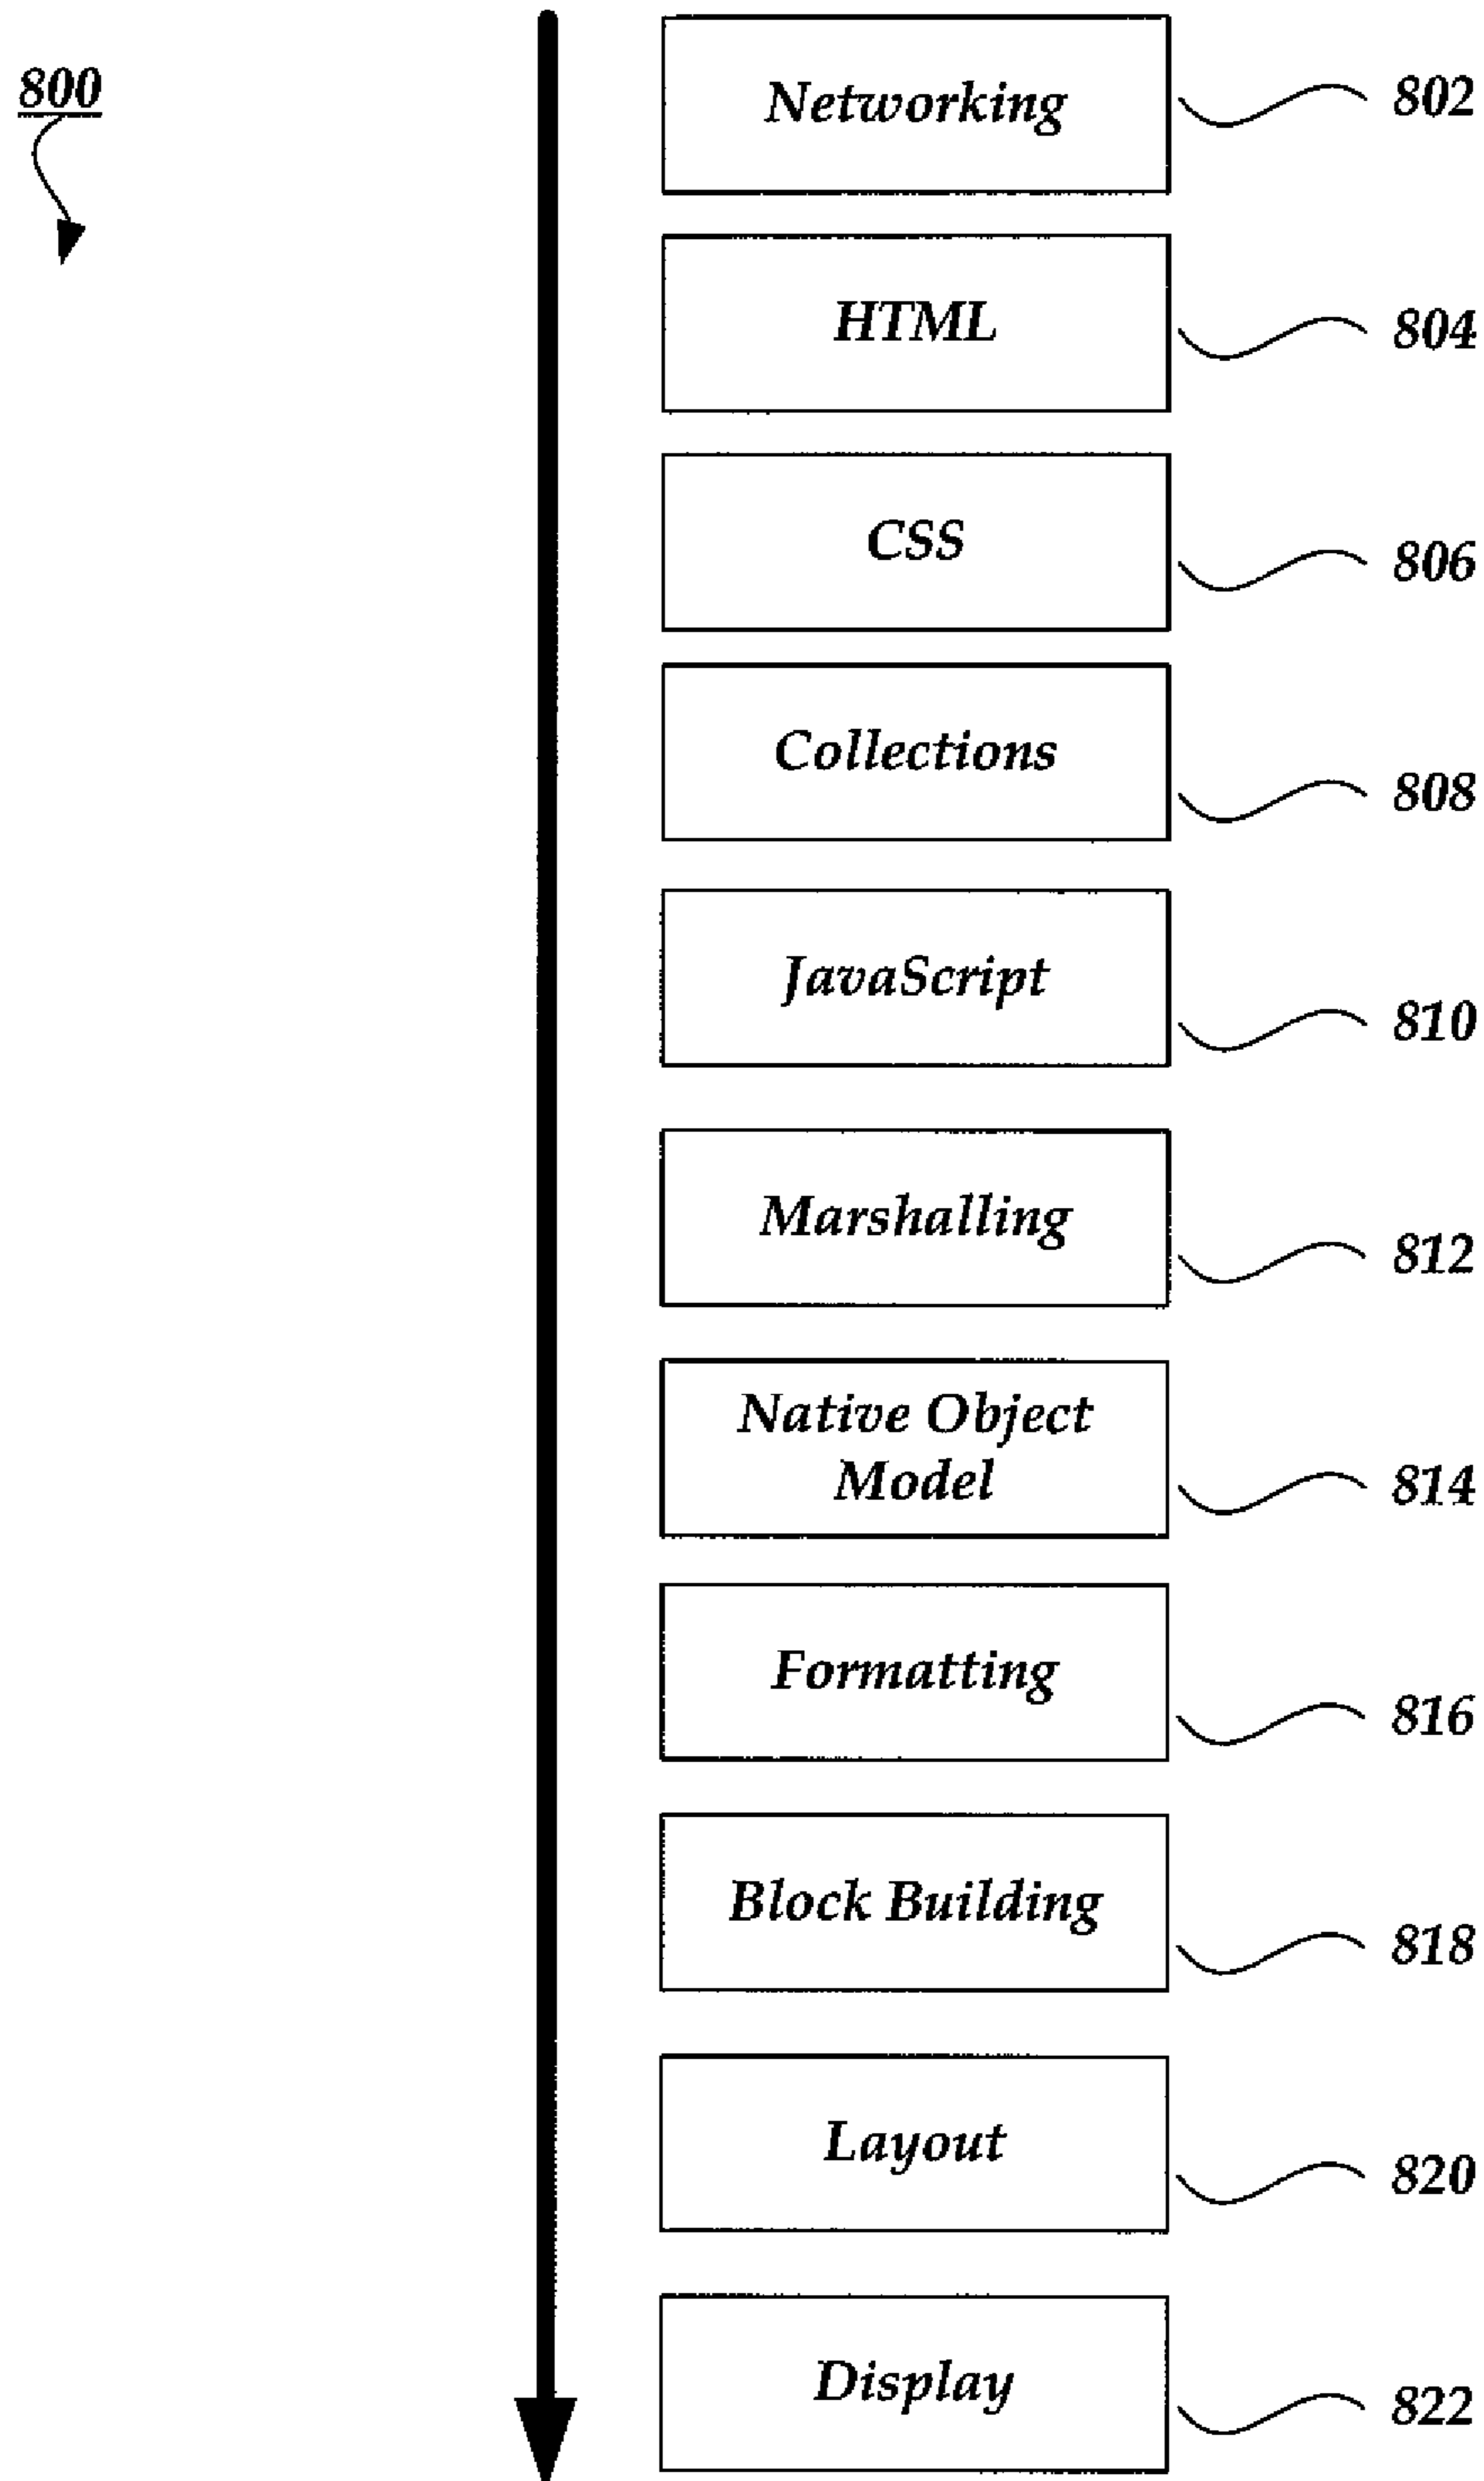 800
Networking
802
HTML
804
CSS
806
Collections
808
JavaScript
810
Marshalling
812
Native Object
Model
814
Formatting
816
Block Building
818
Layout
820
Display
822